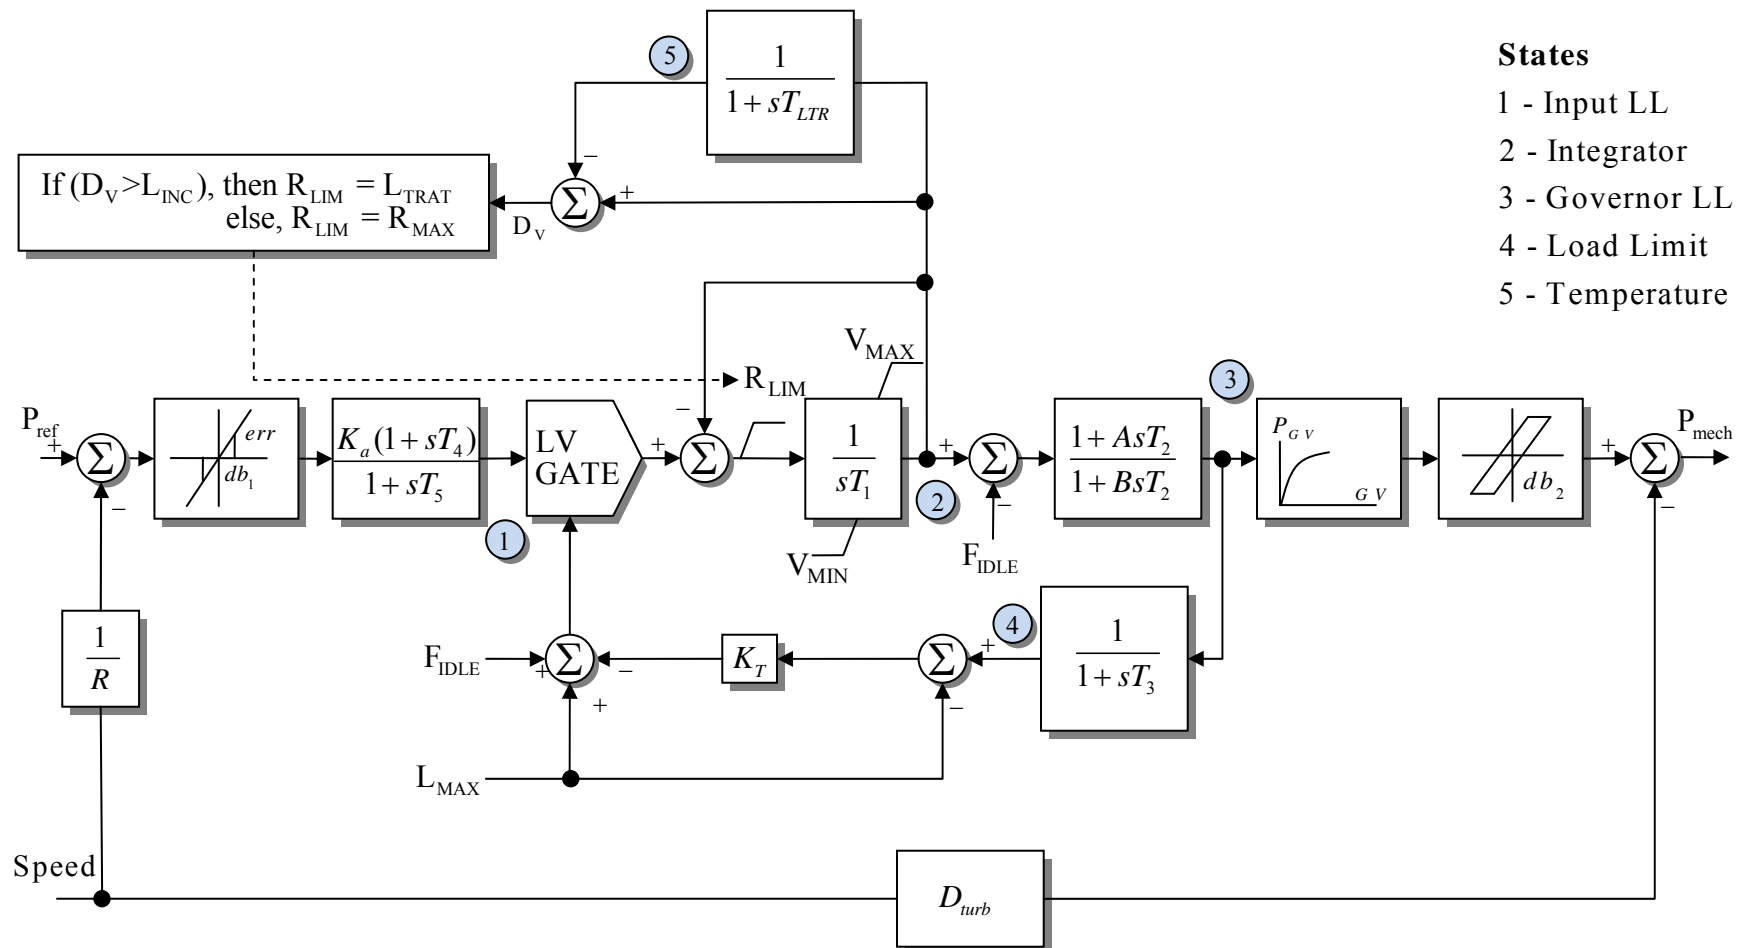 States
1 - Input LL
2 - Integrator
3 - Governor LL
4 - Load Limit
5 - Temperature
5
1
1 + sT_LTR
If (D_V>L_INC), then R_LIM = L_TRAT
else, R_LIM = R_MAX
−
Σ
+
D_V
V_MAX
R_LIM
3
P_ref
+
Σ
−
err
db_1
K_a(1 + sT_4)
1 + sT_5
LV
GATE
+
−
Σ
1
sT_1
V_MIN
2
+
Σ
−
F_IDLE
1 + AsT_2
1 + BsT_2
P_GV
GV
db_2
+
Σ
−
P_mech
1
1
R
F_IDLE
+
Σ
−
+
K_T
Σ
+
−
4
1
1 + sT_3
L_MAX
Speed
D_turb